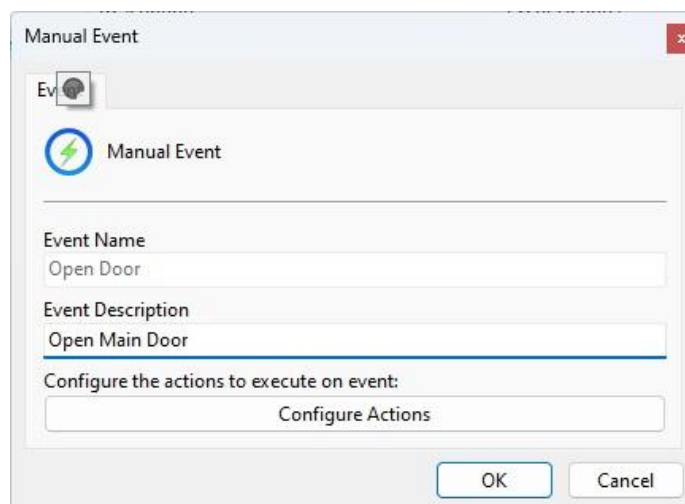 Manual Event
Manual Event
Event Name
Open Door
Event Description
Open Main Door
Configure the actions to execute on event:
Configure Actions
OK
Cancel